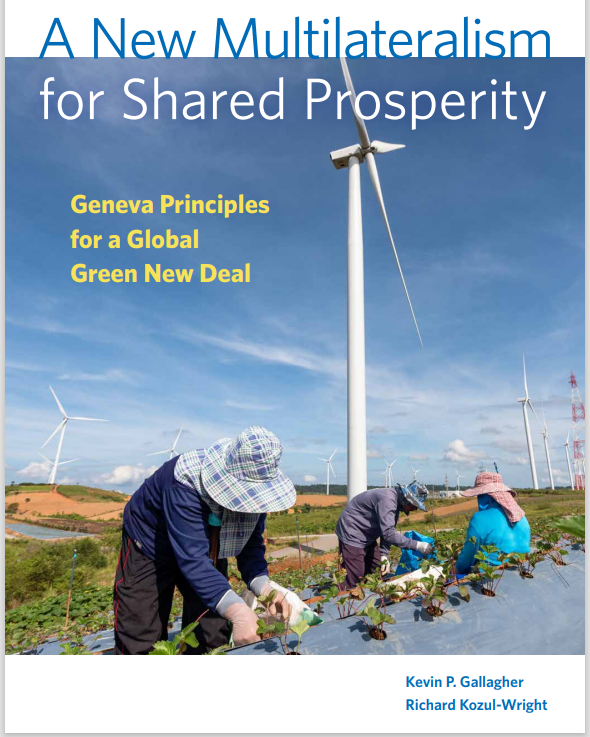 A New Multilateralism
for Shared Prosperity
Geneva Principles
for a Global
Green New Deal
Kevin P. Gallagher
Richard Kozul-Wright